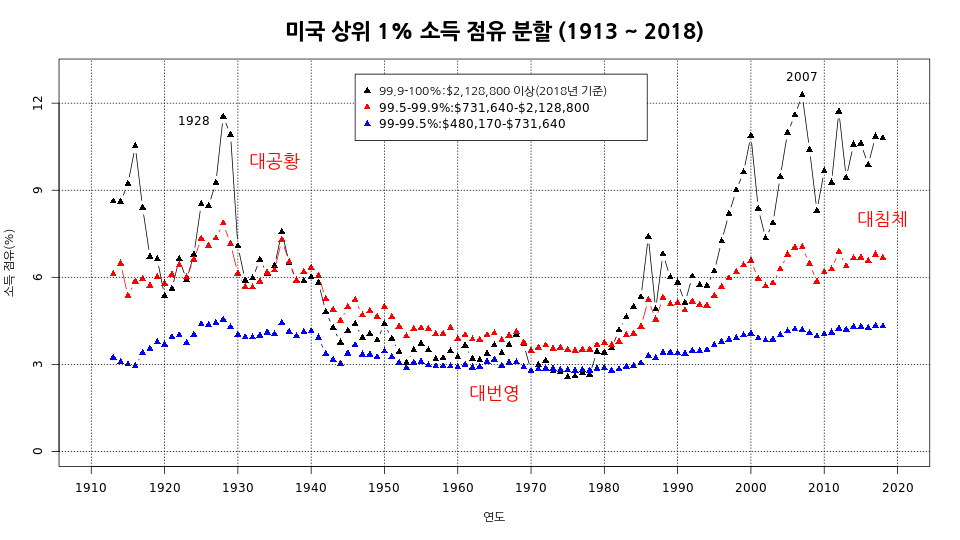 미국 상위 1% 소득 점유 분할 (1913 ~ 2018)
99.9-100%:$2,128,800 이상(2018년 기준)
99.5-99.9%:$731,640-$2,128,800
99-99.5%:$480,170-$731,640
2007
1928
대공황
대침체
대번영
소득 점유(%)
12
9
6
3
0
1910 1920 1930 1940 1950 1960 1970 1980 1990 2000 2010 2020
연도